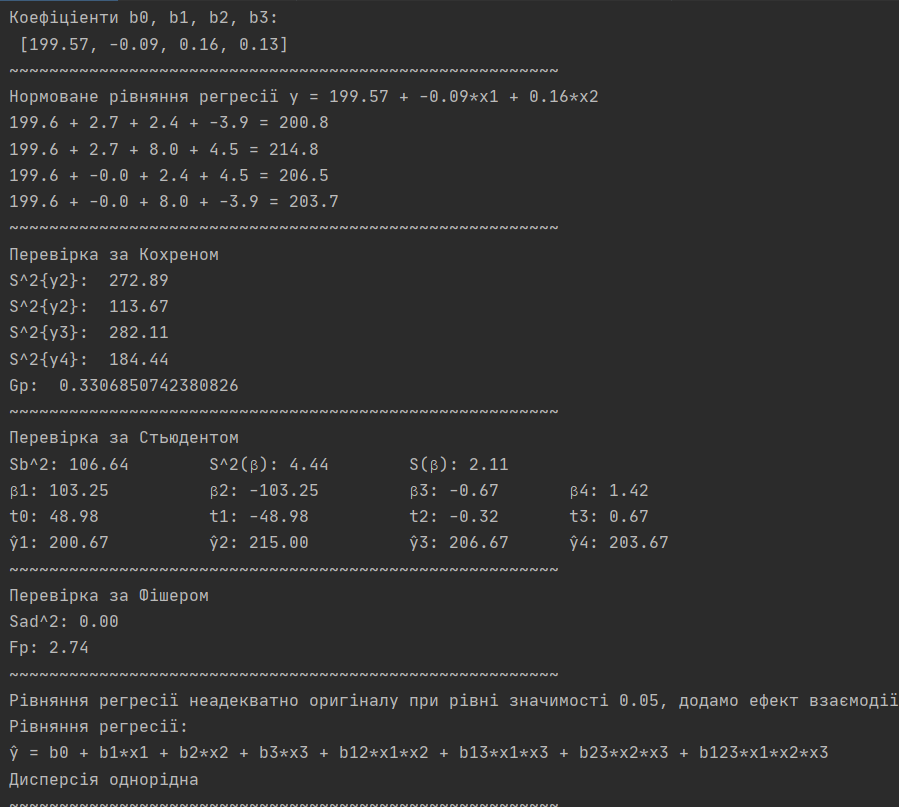 Коефіціенти b0, b1, b2, b3:
[199.57, -0.09, 0.16, 0.13]
~~~~~~~~~~~~~~~~~~~~~~~~~~~~~~~~~~~~~~~~~~~~~~~~~~~~~~~
Нормоване рівняння регресії y = 199.57 + -0.09*x1 + 0.16*x2
199.6 + 2.7 + 2.4 + -3.9 = 200.8
199.6 + 2.7 + 8.0 + 4.5 = 214.8
199.6 + -0.0 + 2.4 + 4.5 = 206.5
199.6 + -0.0 + 8.0 + -3.9 = 203.7
~~~~~~~~~~~~~~~~~~~~~~~~~~~~~~~~~~~~~~~~~~~~~~~~~~~~~~~
Перевірка за Кохреном
S^2{y2}:  272.89
S^2{y2}:  113.67
S^2{y3}:  282.11
S^2{y4}:  184.44
Gp:  0.3306850742380826
~~~~~~~~~~~~~~~~~~~~~~~~~~~~~~~~~~~~~~~~~~~~~~~~~~~~~~~
Перевірка за Стьюдентом
Sb^2: 106.64        S^2(β): 4.44        S(β): 2.11
β1: 103.25          β2: -103.25         β3: -0.67       β4: 1.42
t0: 48.98           t1: -48.98          t2: -0.32       t3: 0.67
ŷ1: 200.67          ŷ2: 215.00          ŷ3: 206.67      ŷ4: 203.67
~~~~~~~~~~~~~~~~~~~~~~~~~~~~~~~~~~~~~~~~~~~~~~~~~~~~~~~
Перевірка за Фішером
Sad^2: 0.00
Fp: 2.74
~~~~~~~~~~~~~~~~~~~~~~~~~~~~~~~~~~~~~~~~~~~~~~~~~~~~~~~
Рівняння регресії неадекватно оригіналу при рівні значимості 0.05, додамо ефект взаємодії
Рівняння регресії:
ŷ = b0 + b1*x1 + b2*x2 + b3*x3 + b12*x1*x2 + b13*x1*x3 + b23*x2*x3 + b123*x1*x2*x3
Дисперсія однорідна
~~~~~~~~~~~~~~~~~~~~~~~~~~~~~~~~~~~~~~~~~~~~~~~~~~~~~~~